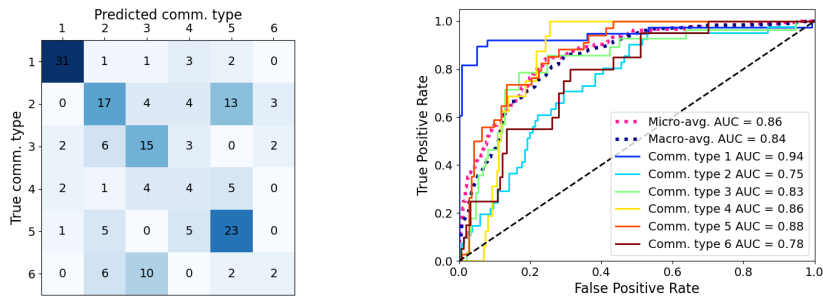 Predicted comm. type
1 2 3 4 5 6
True comm. type
1 31 1 1 3 2 0
2 0 17 4 4 13 3
3 2 6 15 3 0 2
4 2 1 4 4 5 0
5 1 5 0 5 23 0
6 0 6 10 0 2 2
True Positive Rate
1.0
0.8
0.6
0.4
0.2
0.0
Micro-avg. AUC = 0.86
Macro-avg. AUC = 0.84
Comm. type 1 AUC = 0.94
Comm. type 2 AUC = 0.75
Comm. type 3 AUC = 0.83
Comm. type 4 AUC = 0.86
Comm. type 5 AUC = 0.88
Comm. type 6 AUC = 0.78
0.0 0.2 0.4 0.6 0.8 1.0
False Positive Rate